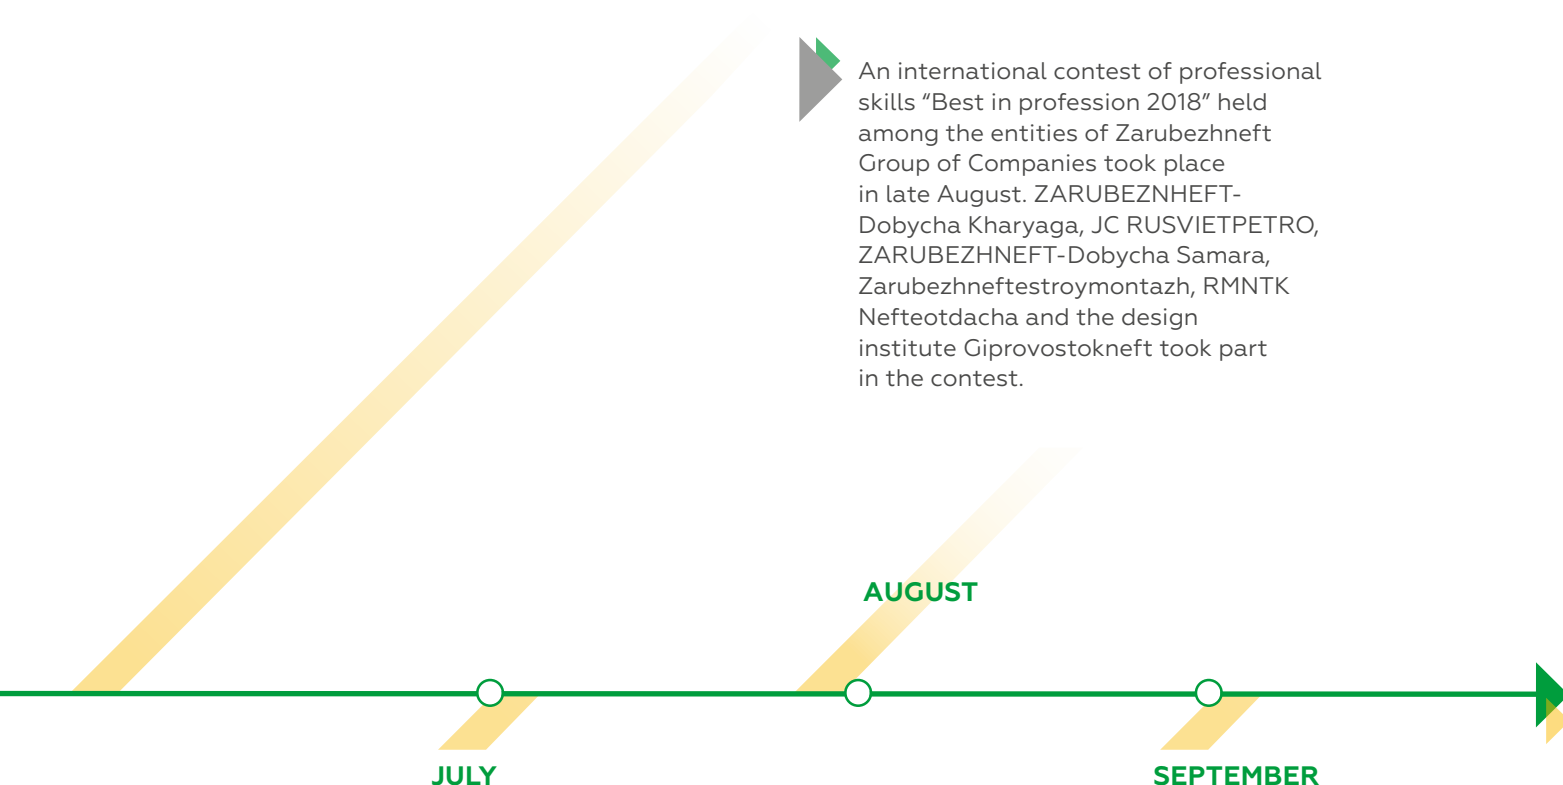 An international contest of professional
skills “Best in profession 2018” held
among the entities of Zarubezhneft
Group of Companies took place
in late August. ZARUBEZNHEFT-
Dobycha Kharyaga, JC RUSVIETPETRO,
ZARUBEZHNEFT-Dobycha Samara,
Zarubezhneftestroymontazh, RMNTK
Nefteotdacha and the design
institute Giprovostokneft took part
in the contest.
AUGUST
JULY
SEPTEMBER